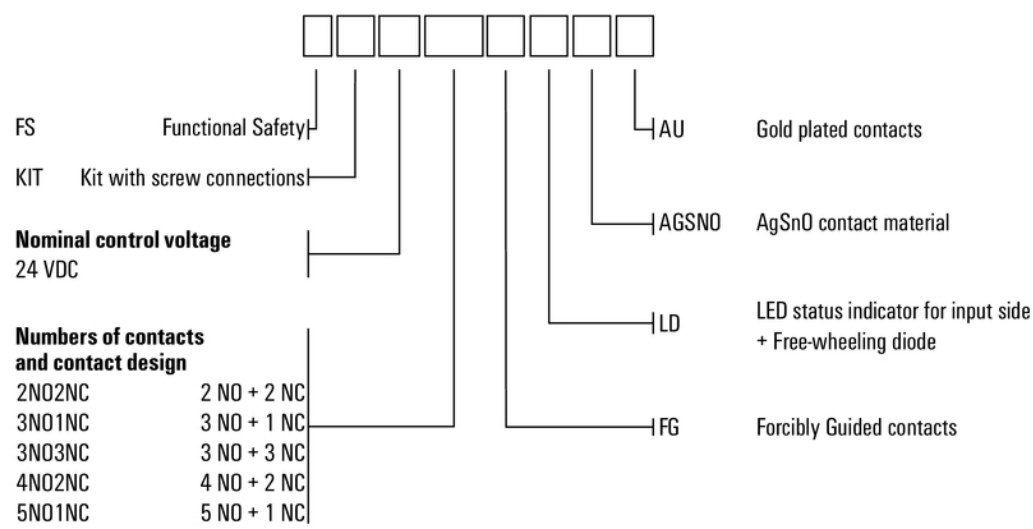 FS Functional Safety
KIT Kit with screw connections
Nominal control voltage
24 VDC
Numbers of contacts
and contact design
2NO2NC 2 NO + 2 NC
3NO1NC 3 NO + 1 NC
3NO3NC 3 NO + 3 NC
4NO2NC 4 NO + 2 NC
5NO1NC 5 NO + 1 NC
AU Gold plated contacts
AGSNO AgSnO contact material
LD LED status indicator for input side
+ Free-wheeling diode
FG Forcibly Guided contacts